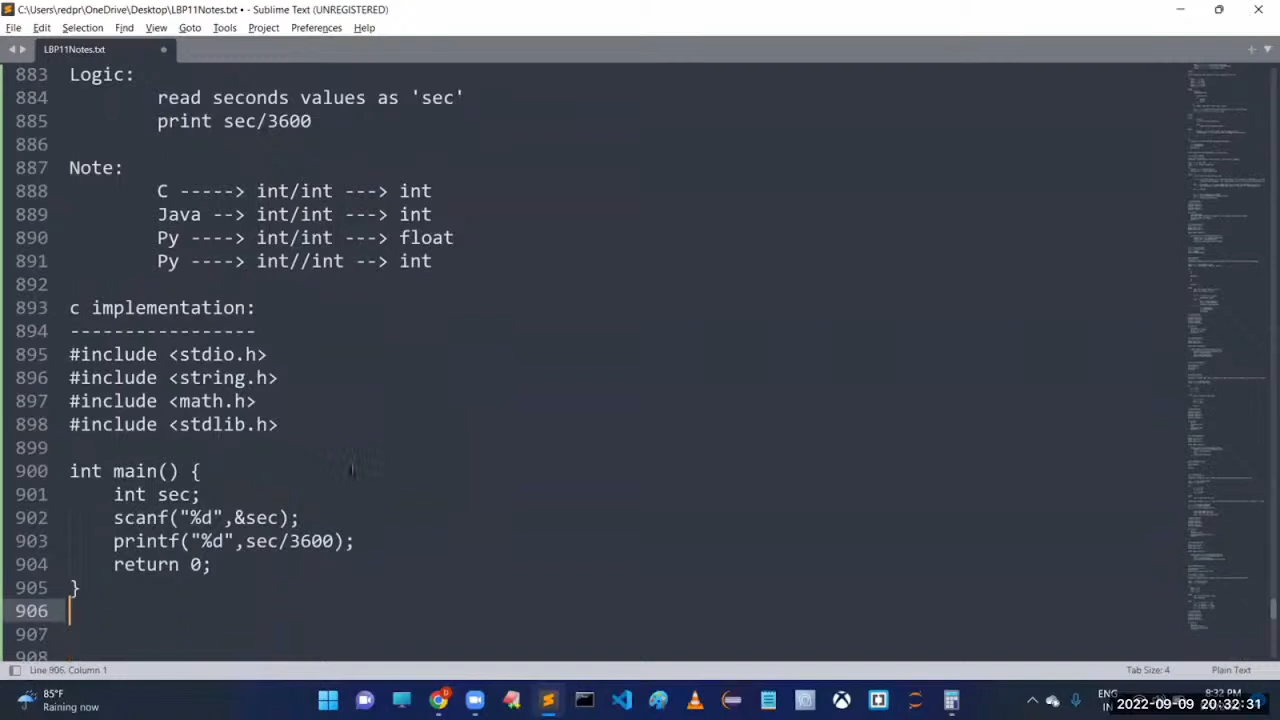 C:\Users\redpr\OneDrive\Desktop\LBP11Notes.txt • - Sublime Text (UNREGISTERED)
File Edit Selection Find View Goto Tools Project Preferences Help
LBP11Notes.txt
883 Logic:
884 read seconds values as 'sec'
885 print sec/3600
886
887 Note:
888 C -----> int/int ---> int
889 Java --> int/int ---> int
890 Py ----> int/int ---> float
891 Py ----> int//int --> int
892
893 c implementation:
894 -----------------
895 #include <stdio.h>
896 #include <string.h>
897 #include <math.h>
898 #include <stdlib.h>
899
900 int main() {
901 int sec;
902 scanf("%d",&sec);
903 printf("%d",sec/3600);
904 return 0;
905 }
906
907
908
Line 906, Column 1 Tab Size: 4 Plain Text
85°F
Raining now
ENG
IN
8:32 PM
2022-09-09 20:32:31